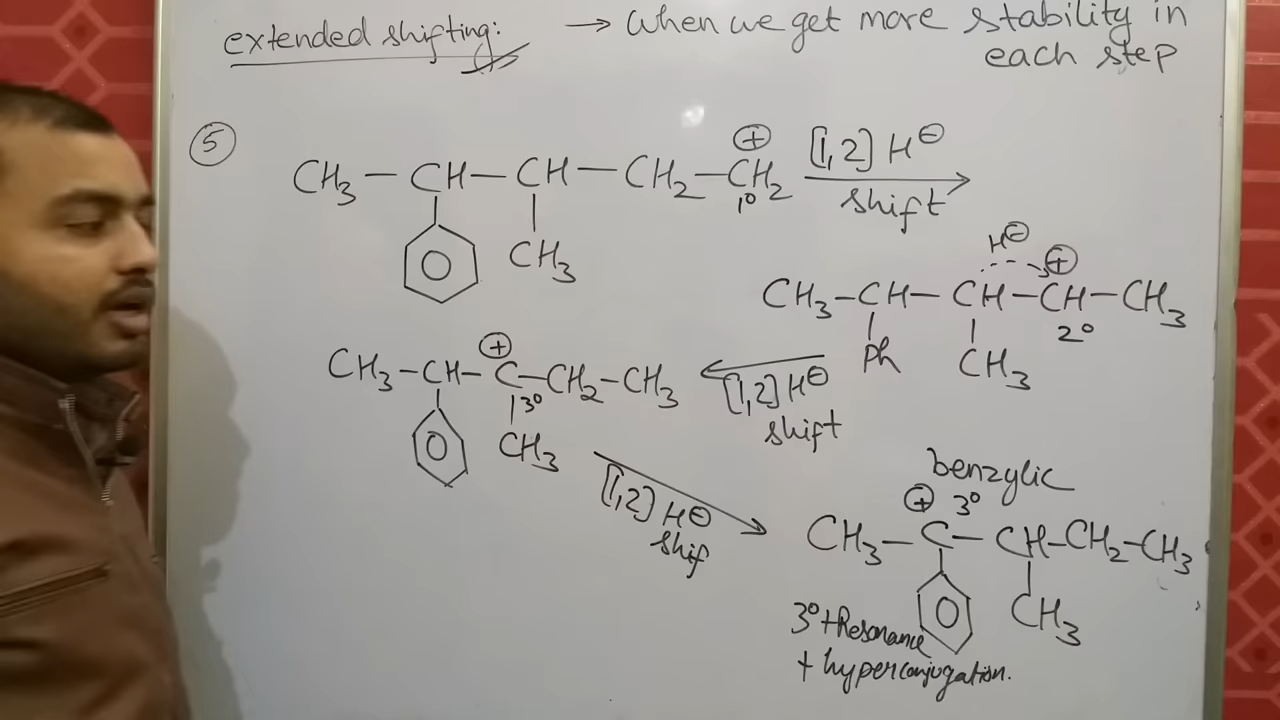 extended shifting: → When we get more stability in
each step
⑤
CH₃ — CH — CH — CH₂ — CH₂ [1,2] H⊖
⊕
1° shift
CH₃
H⊖
⊕
CH₃ — CH — CH — CH — CH₃
2°
Ph CH₃
[1,2] H⊖
shift
⊕
CH₃ — CH — C — CH₂ — CH₃
3°
CH₃
[1,2] H⊖
shif
benzylic
⊕ 3°
CH₃ — C — CH — CH₂ — CH₃
CH₃
3° + Resonance
+ hyperconjugation.